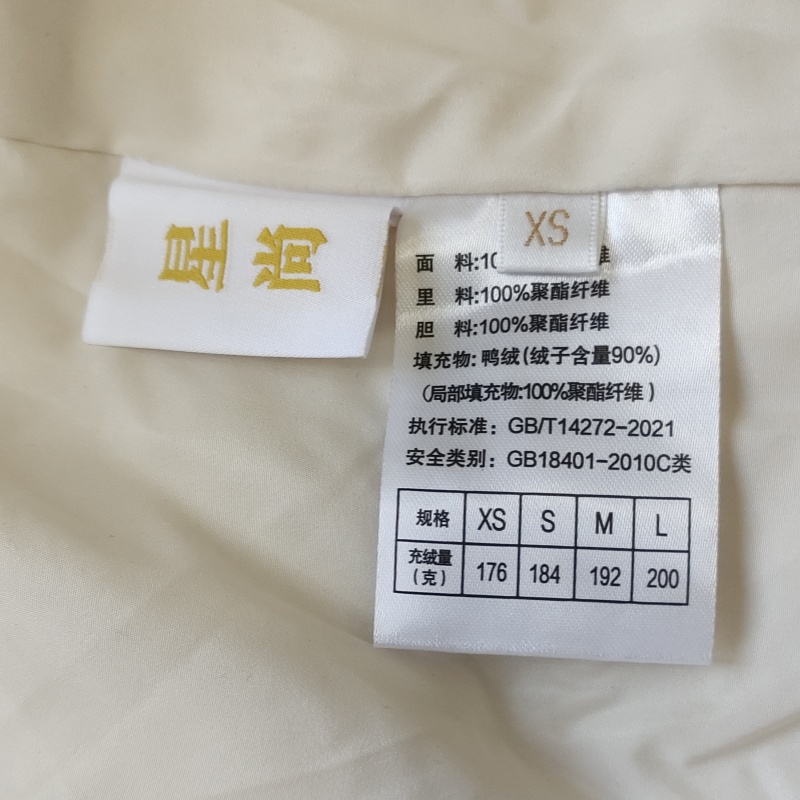 星尚
XS
面 料:10 维
里 料:100%聚酯纤维
胆 料:100%聚酯纤维
填充物: 鸭绒(绒子含量90%)
(局部填充物:100%聚酯纤维)
执行标准: GB/T14272-2021
安全类别: GB18401-2010C类
规格 XS S M L
充绒量(克) 176 184 192 200